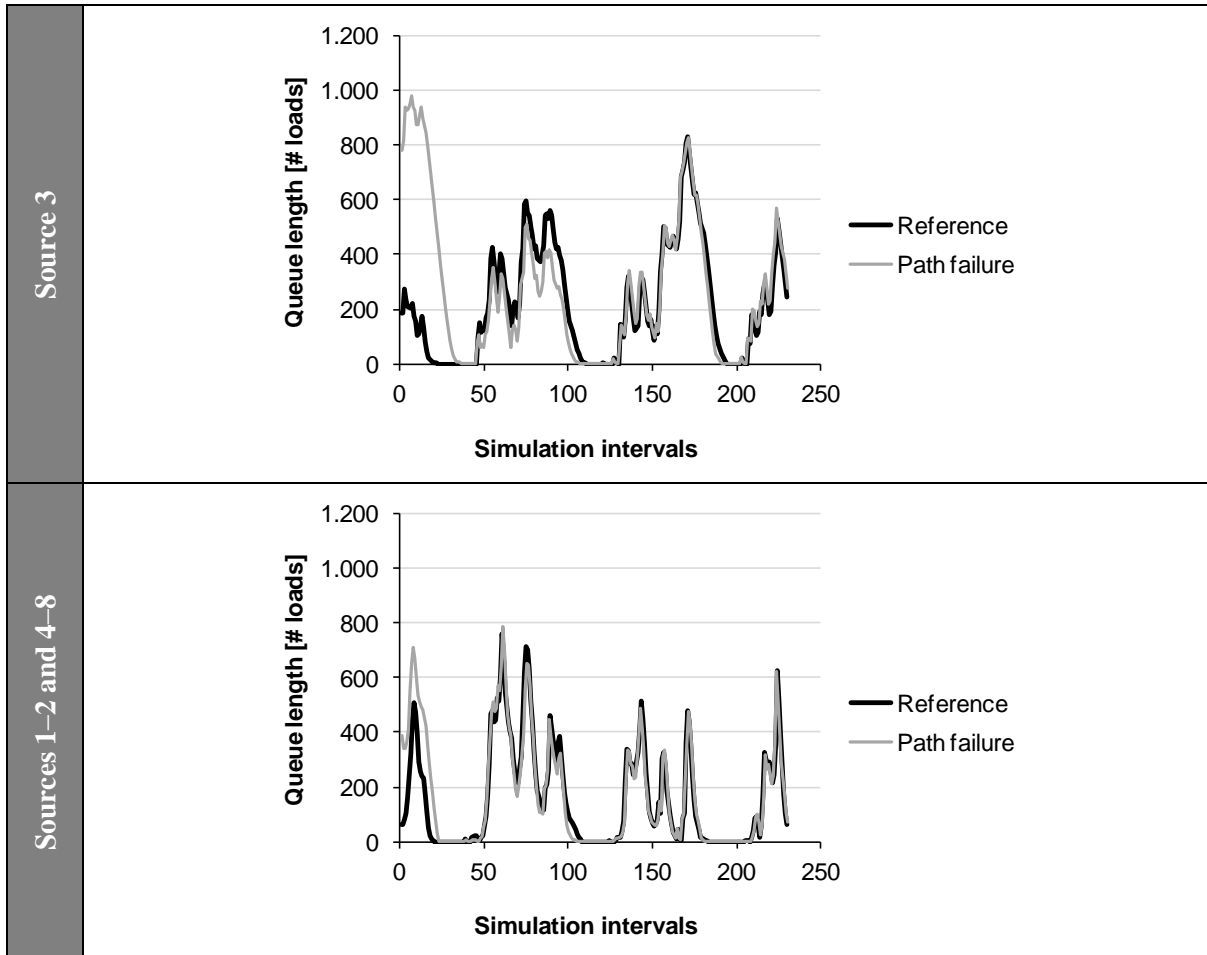 Source 3
Queue length [# loads]
1.200
1.000
800
600
400
200
0
0 50 100 150 200 250
Simulation intervals
Reference
Path failure
Sources 1–2 and 4–8
Queue length [# loads]
1.200
1.000
800
600
400
200
0
0 50 100 150 200 250
Simulation intervals
Reference
Path failure